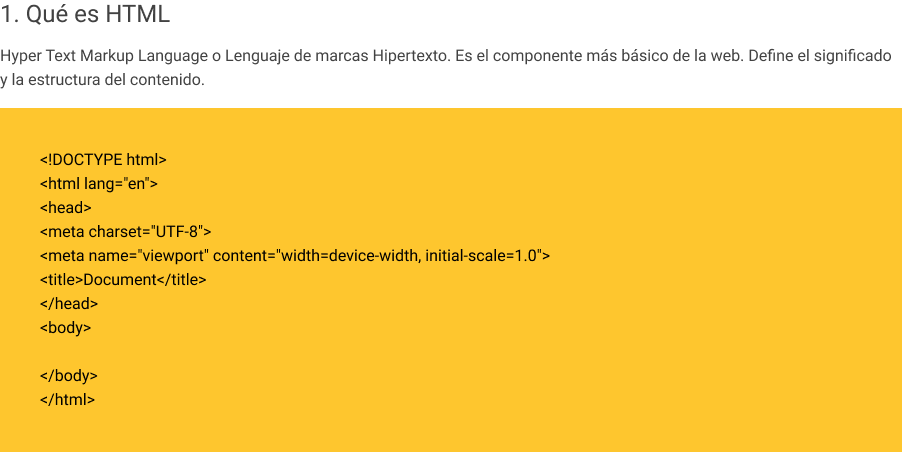 1. Qué es HTML
Hyper Text Markup Language o Lenguaje de marcas Hipertexto. Es el componente más básico de la web. Define el significado
y la estructura del contenido.
<!DOCTYPE html>
<html lang="en">
<head>
<meta charset="UTF-8">
<meta name="viewport" content="width=device-width, initial-scale=1.0">
<title>Document</title>
</head>
<body>
</body>
</html>